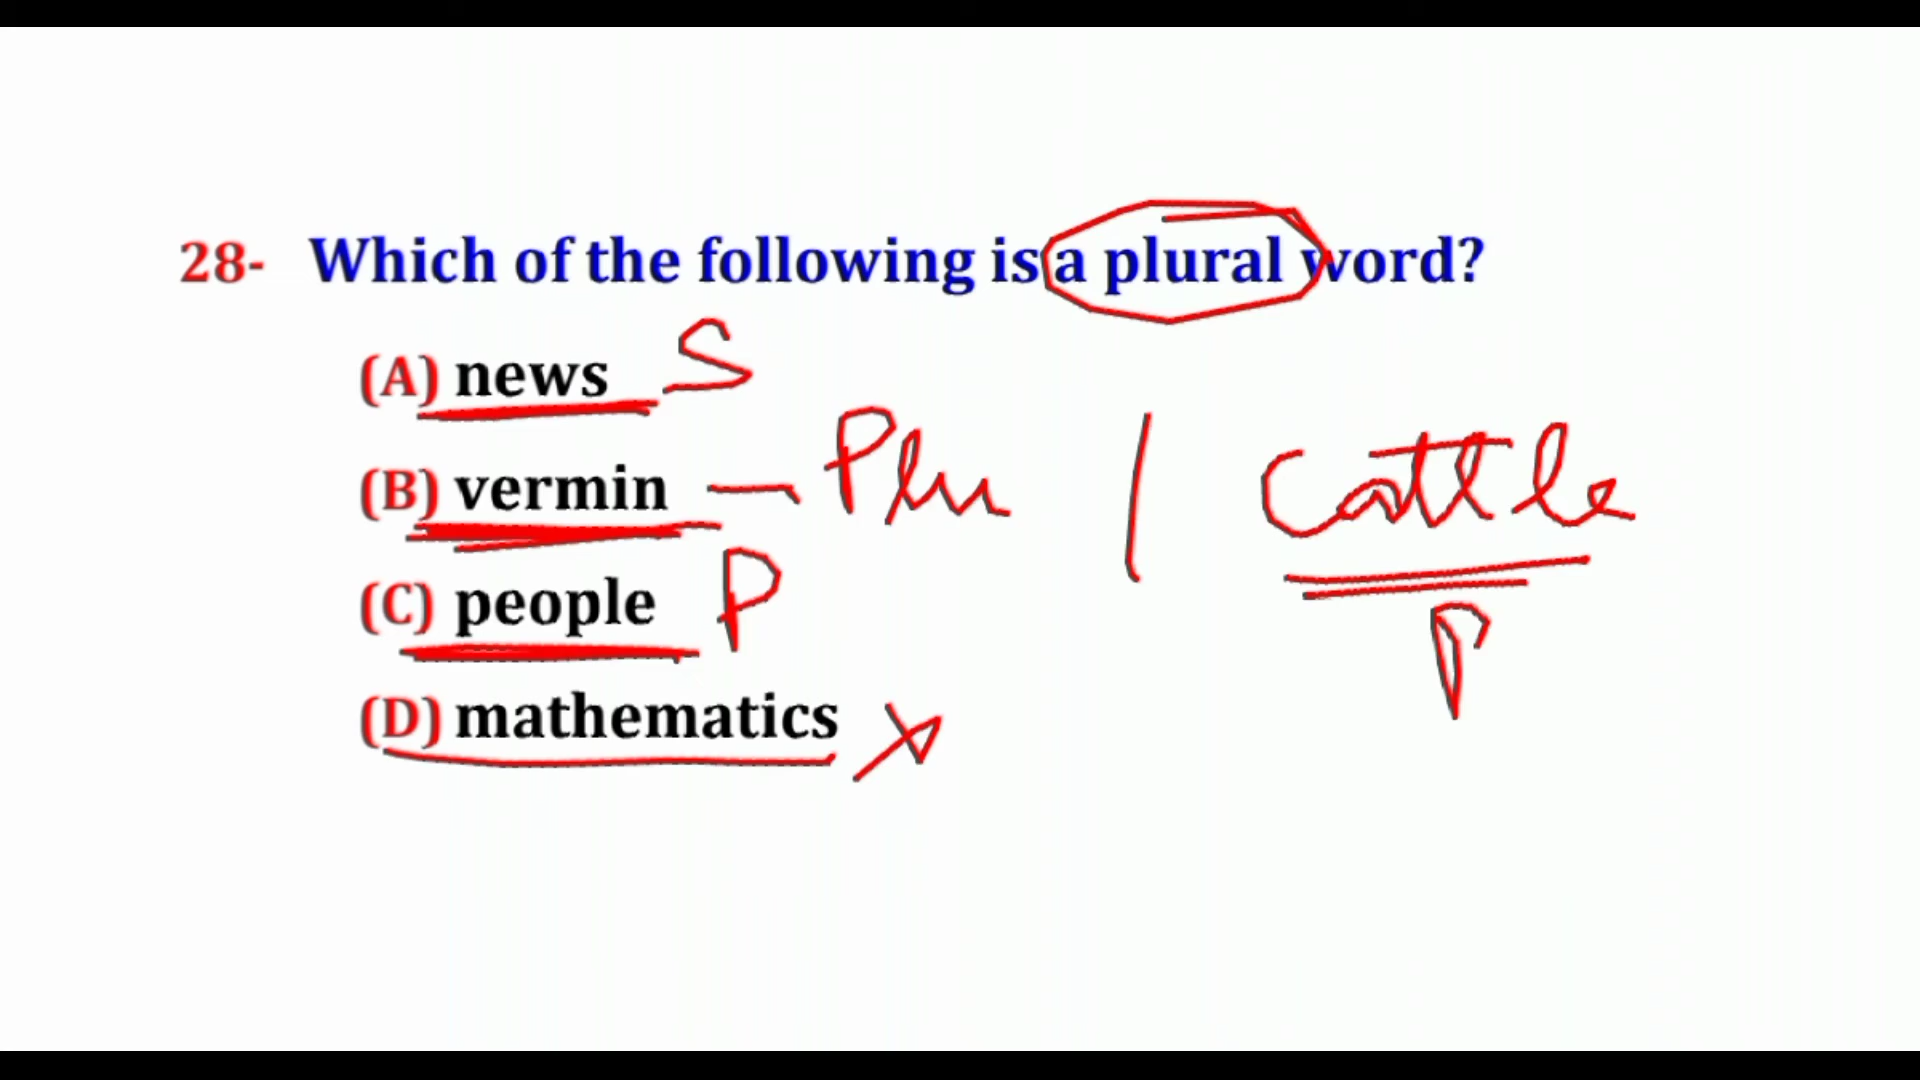 28- Which of the following is a plural word?
(A) news S
(B) vermin — Plu | Cattle
(C) people P P
(D) mathematics x